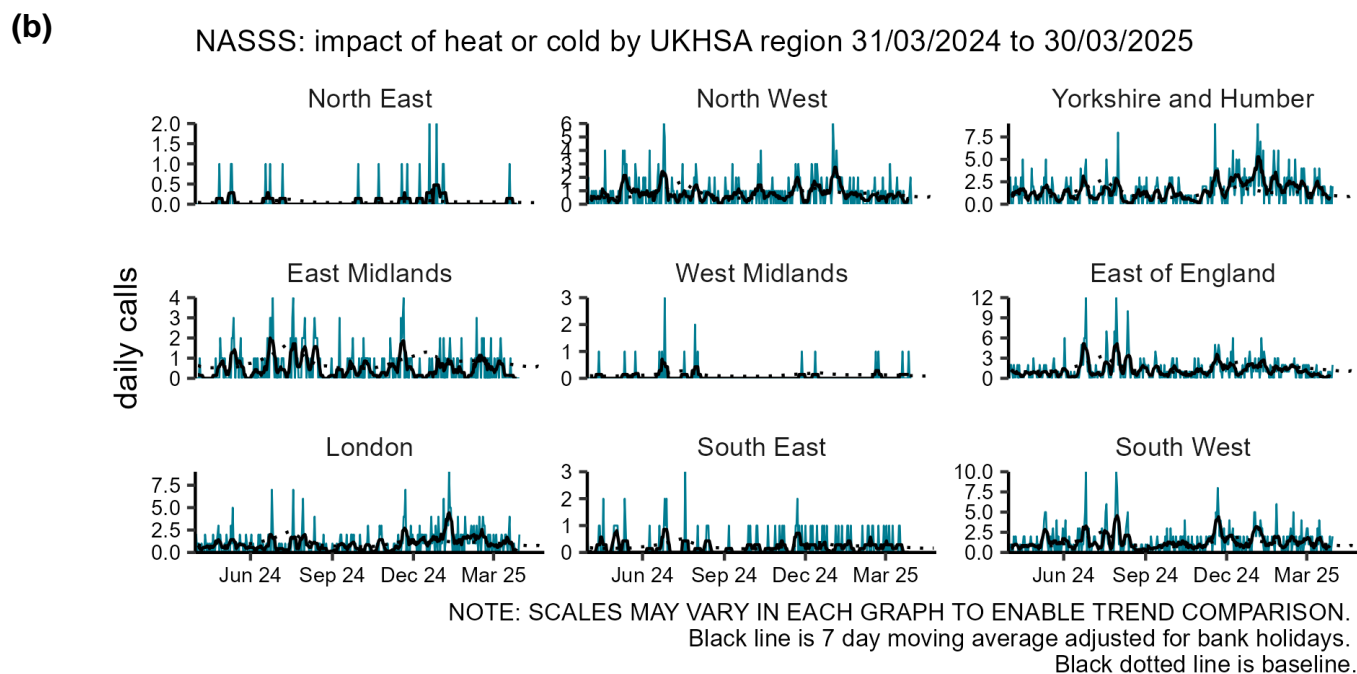 (b)
NASSS: impact of heat or cold by UKHSA region 31/03/2024 to 30/03/2025
daily calls
North East
2.0
1.5
1.0
0.5
0.0
North West
6
5
4
3
2
1
0
Yorkshire and Humber
7.5
5.0
2.5
0.0
East Midlands
4
3
2
1
0
West Midlands
3
2
1
0
East of England
12
9
6
3
0
London
7.5
5.0
2.5
0.0
Jun 24 Sep 24 Dec 24 Mar 25
South East
3
2
1
0
Jun 24 Sep 24 Dec 24 Mar 25
South West
10.0
7.5
5.0
2.5
0.0
Jun 24 Sep 24 Dec 24 Mar 25
NOTE: SCALES MAY VARY IN EACH GRAPH TO ENABLE TREND COMPARISON.
Black line is 7 day moving average adjusted for bank holidays.
Black dotted line is baseline.